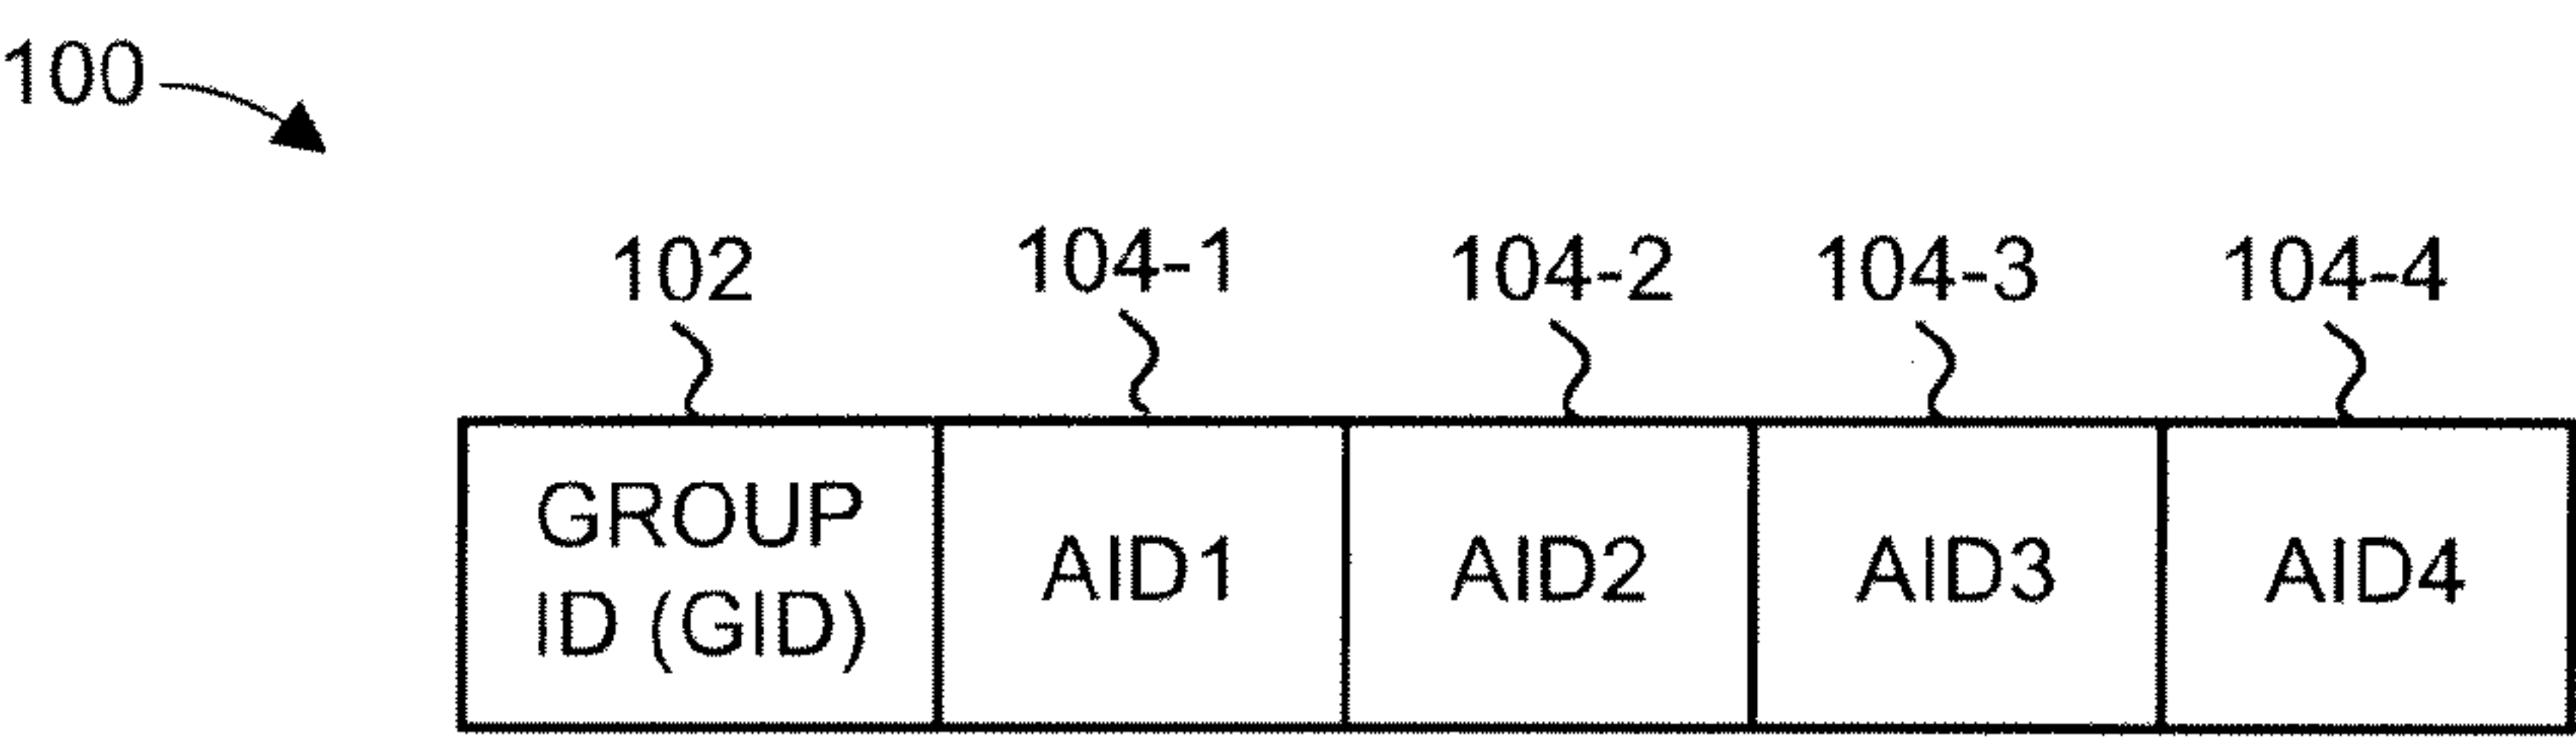 100
102 104-1 104-2 104-3 104-4
GROUP
ID (GID)
AID1 AID2 AID3 AID4